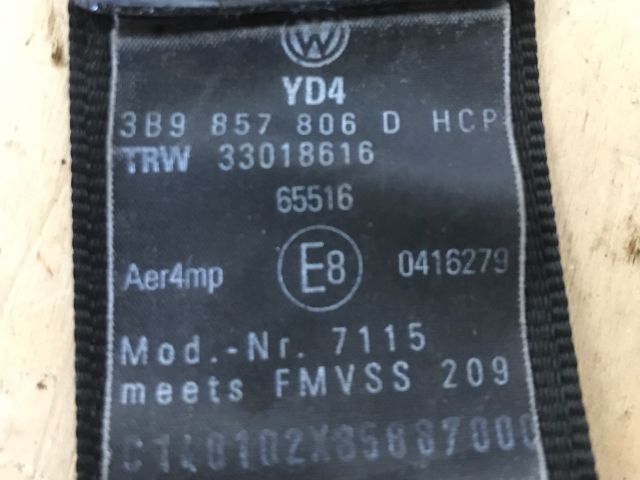 YD4
3B9 857 806 D HCP
TRW 33018616
65516
Aer4mp E8 0416279
Mod.-Nr. 7115
meets FMVSS 209